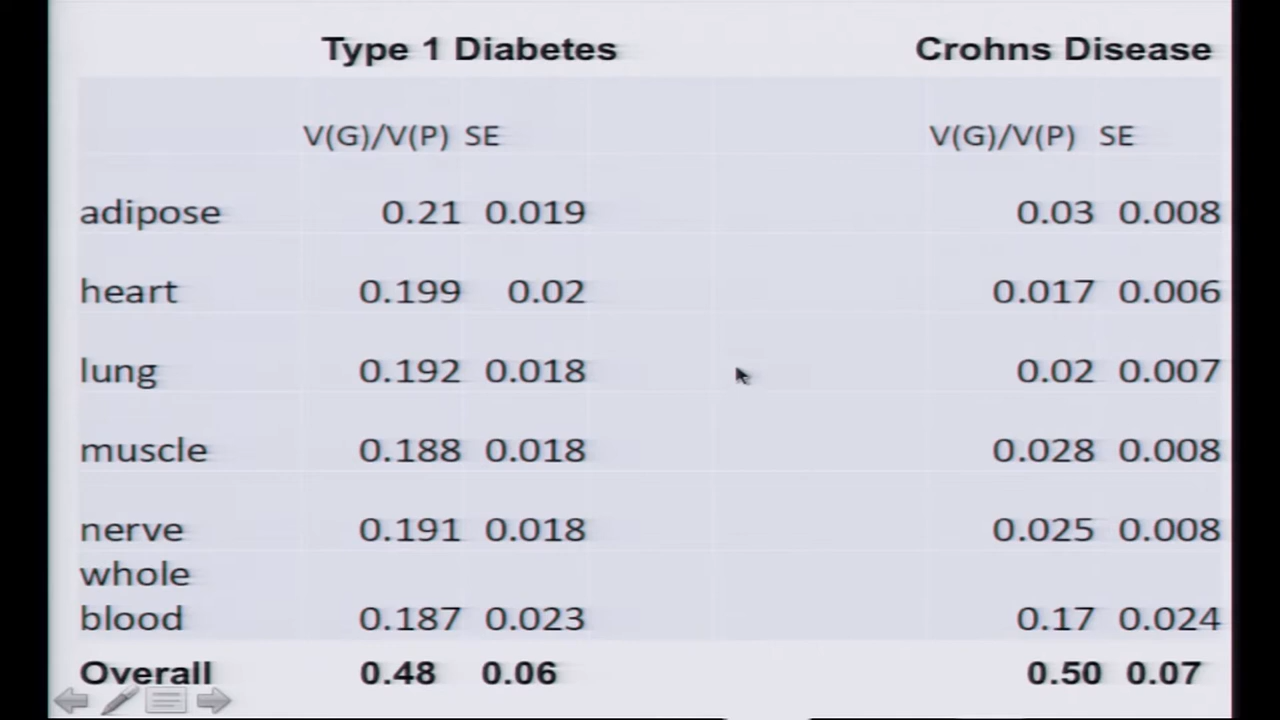 Type 1 Diabetes Crohns Disease
V(G)/V(P) SE V(G)/V(P) SE
adipose 0.21 0.019 0.03 0.008
heart 0.199 0.02 0.017 0.006
lung 0.192 0.018 0.02 0.007
muscle 0.188 0.018 0.028 0.008
nerve 0.191 0.018 0.025 0.008
whole
blood 0.187 0.023 0.17 0.024
Overall 0.48 0.06 0.50 0.07